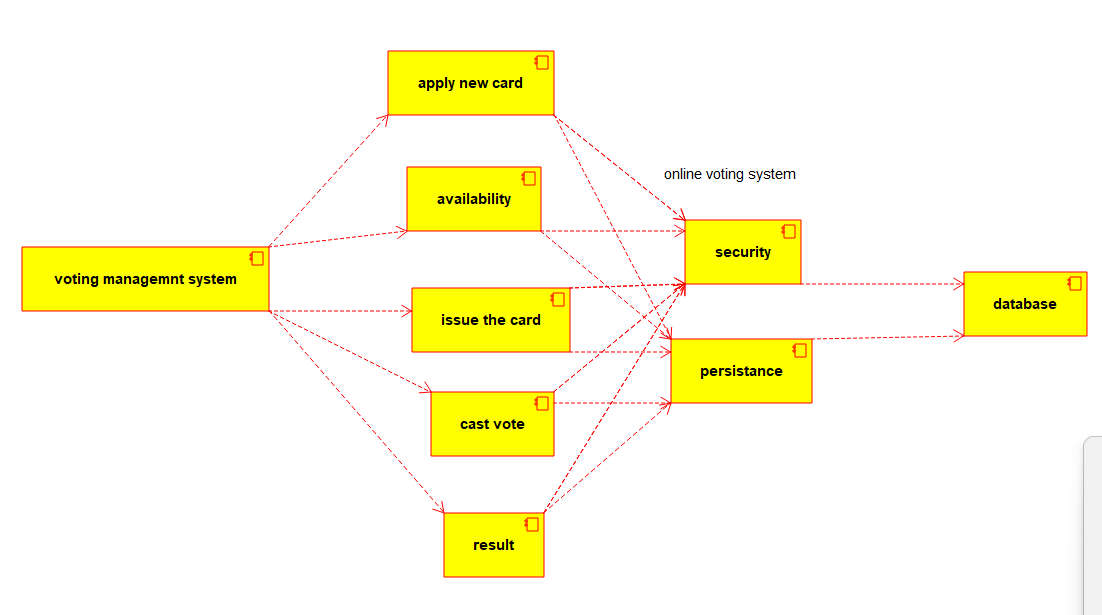 apply new card
online voting system
availability
security
voting managemnt system
database
issue the card
persistance
cast vote
result